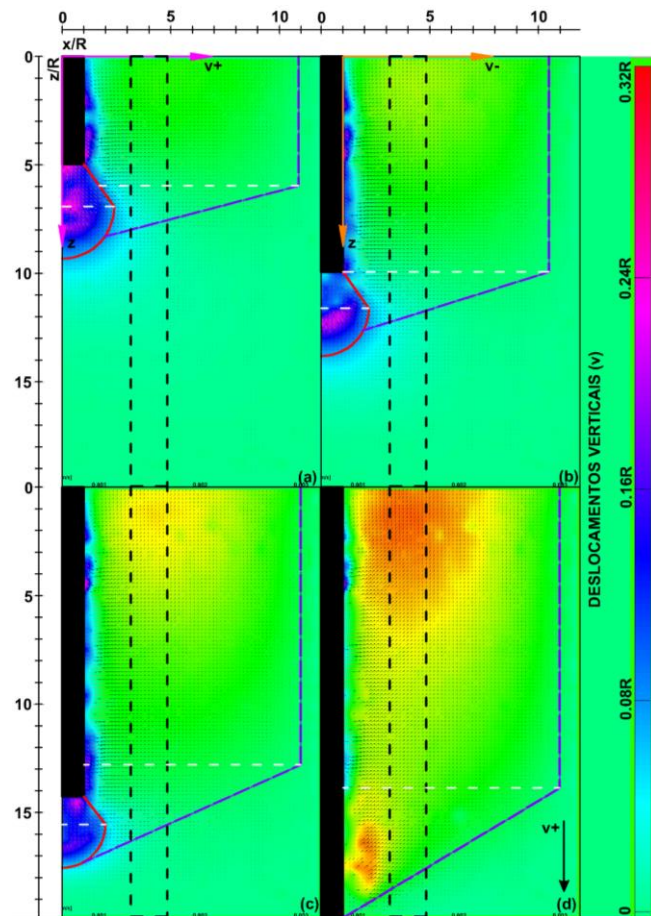 0 5 10 0 5 10
x/R
z/R
v+
v-
0
5
z
z
10
15
(a)
(b)
0
5
10
15
v+
(c)
(d)
DESLOCAMENTOS VERTICAIS (v)
0.32R
0.24R
0.16R
0.08R
0